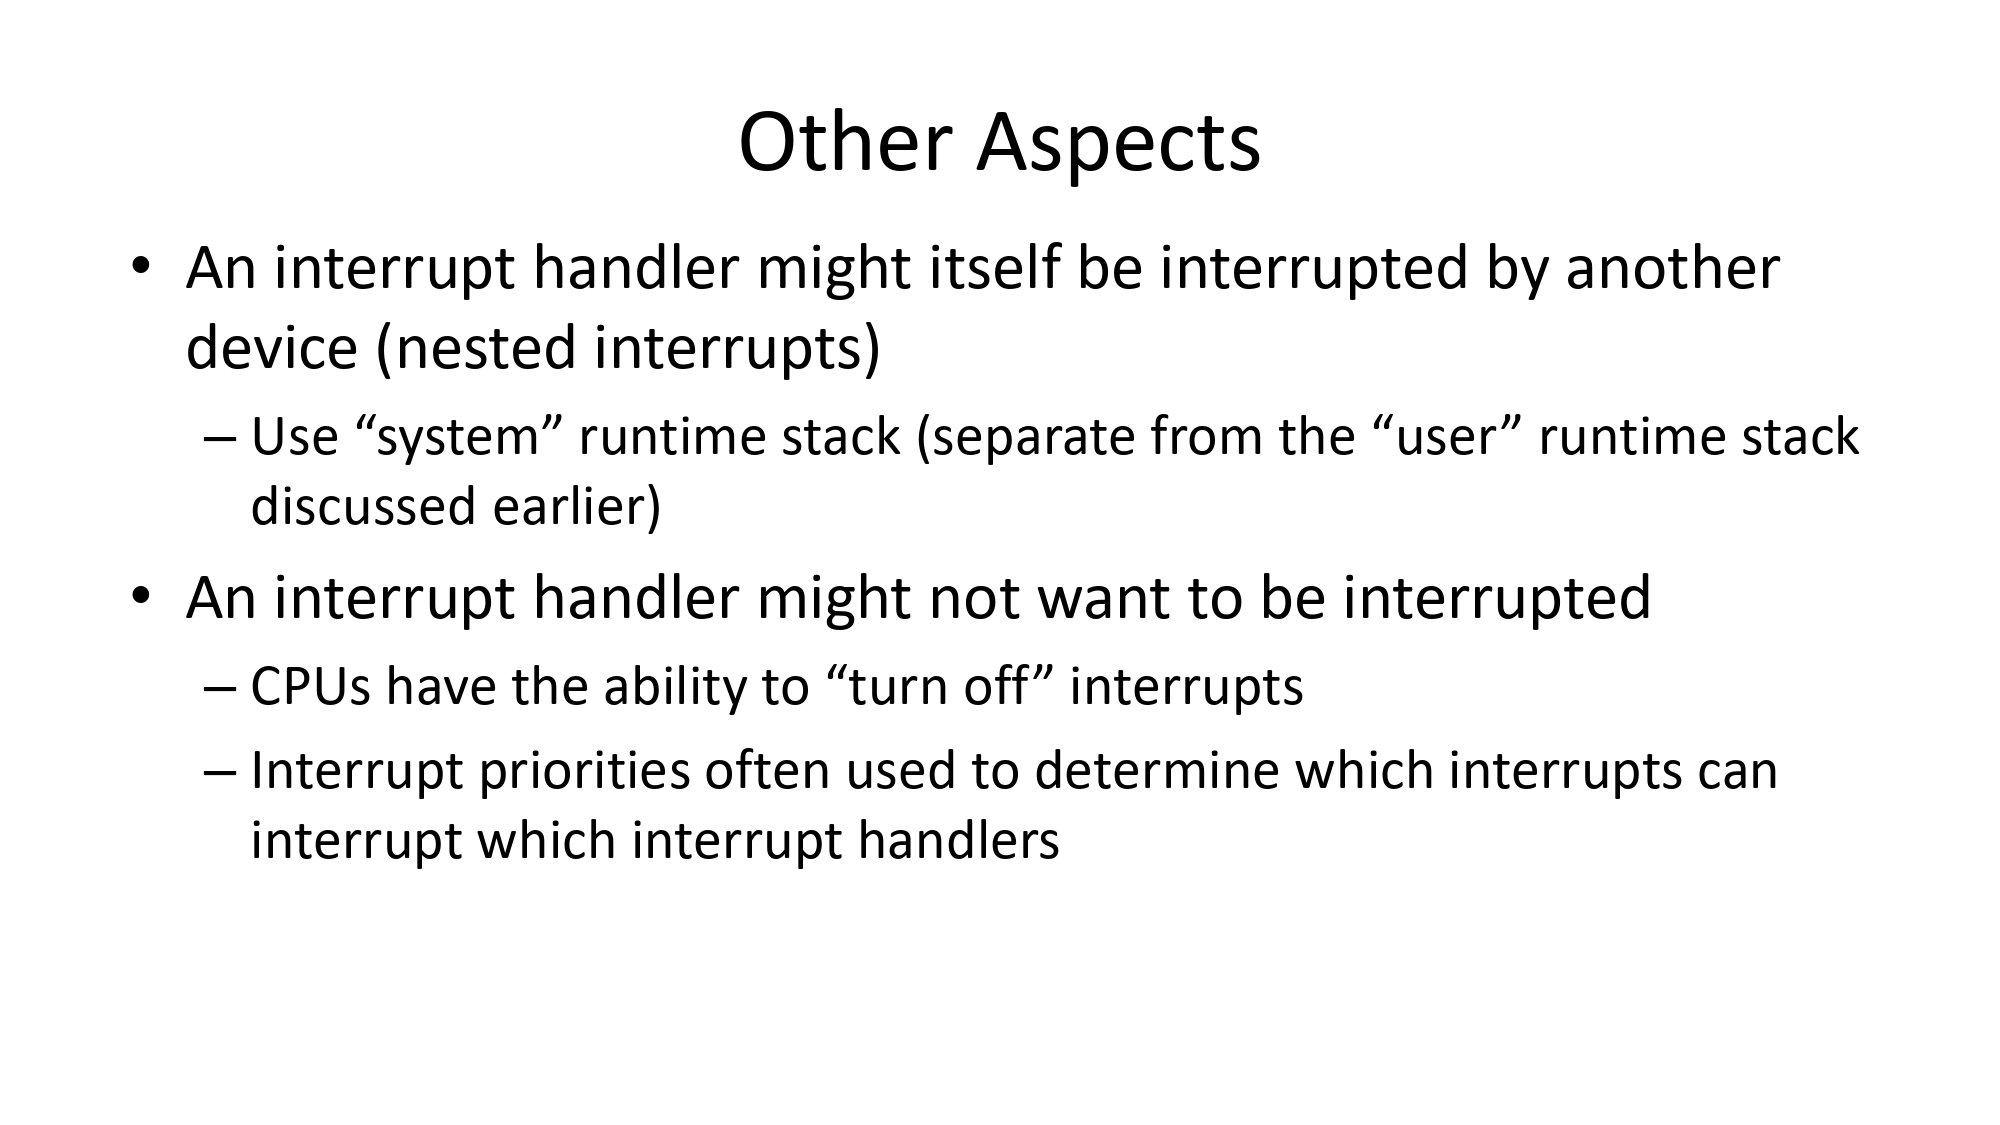 Other Aspects
• An interrupt handler might itself be interrupted by another
device (nested interrupts)
– Use “system” runtime stack (separate from the “user” runtime stack
discussed earlier)
• An interrupt handler might not want to be interrupted
– CPUs have the ability to “turn off” interrupts
– Interrupt priorities often used to determine which interrupts can
interrupt which interrupt handlers